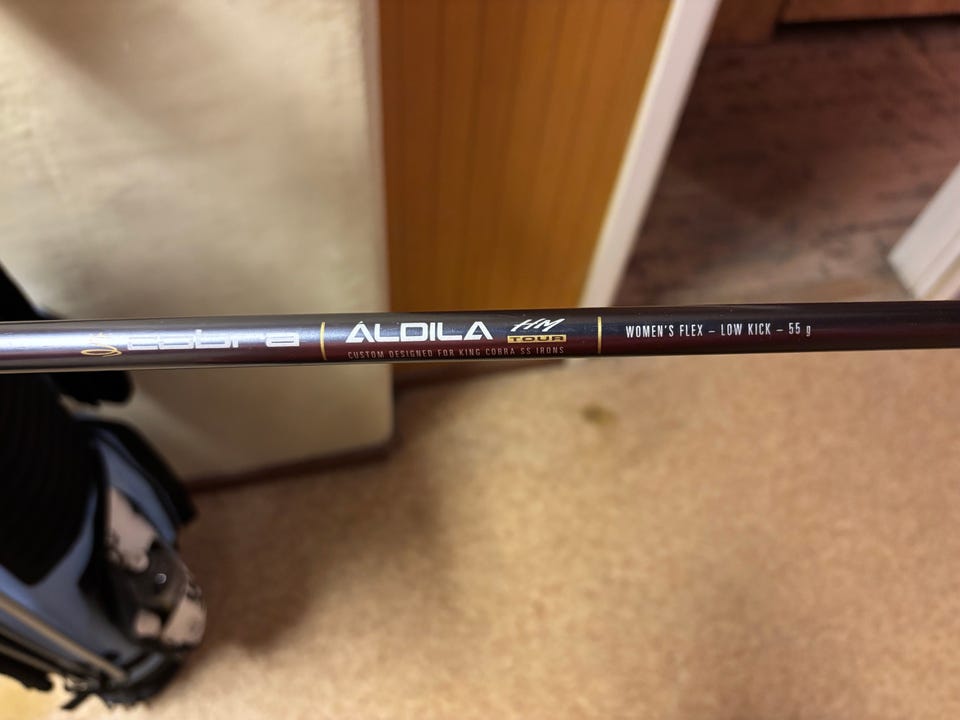 cobra
ALDILA
HM
TOUR
CUSTOM DESIGNED FOR KING COBRA SS IRONS
WOMEN'S FLEX – LOW KICK – 55 g